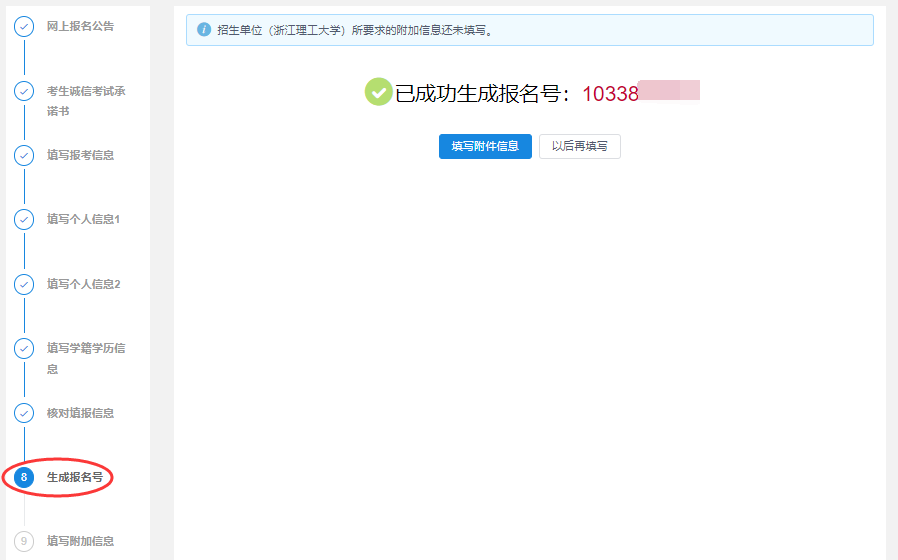 网上报名公告
考生诚信考试承
诺书
填写报考信息
填写个人信息1
填写个人信息2
填写学籍学历信
息
核对填报信息
8 生成报名号
9 填写附加信息
招生单位（浙江理工大学）所要求的附加信息还未填写。
已成功生成报名号：10338
填写附件信息 以后再填写